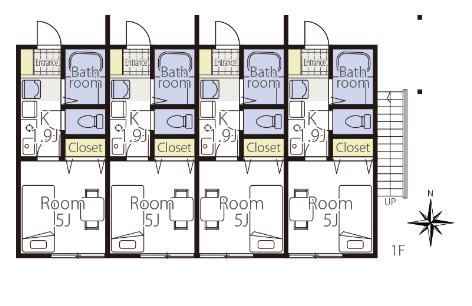 Entrance Entrance Entrance Entrance
Bath room Bath room Bath room Bath room
K K K K
.9J .9J .9J .9J
Closet Closet Closet Closet
Room Room Room Room
5J 5J 5J 5J
UP
N
1F